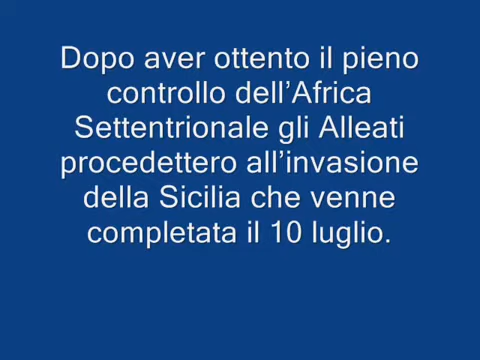 Dopo aver ottento il pieno
controllo dell’Africa
Settentrionale gli Alleati
procedettero all’invasione
della Sicilia che venne
completata il 10 luglio.